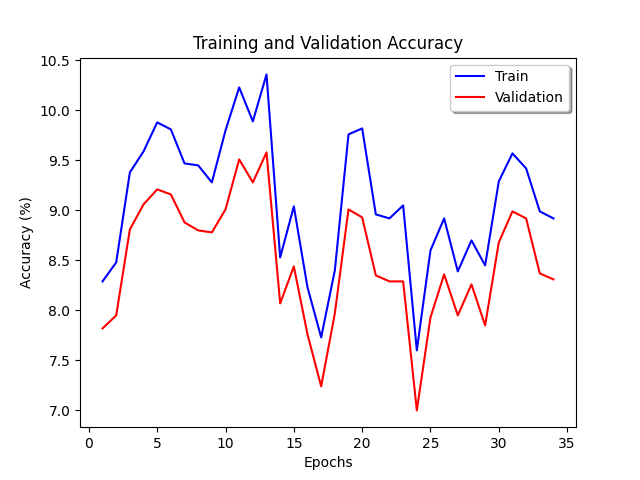 Training and Validation Accuracy
Train
Validation
Accuracy (%)
10.5
10.0
9.5
9.0
8.5
8.0
7.5
7.0
0 5 10 15 20 25 30 35
Epochs